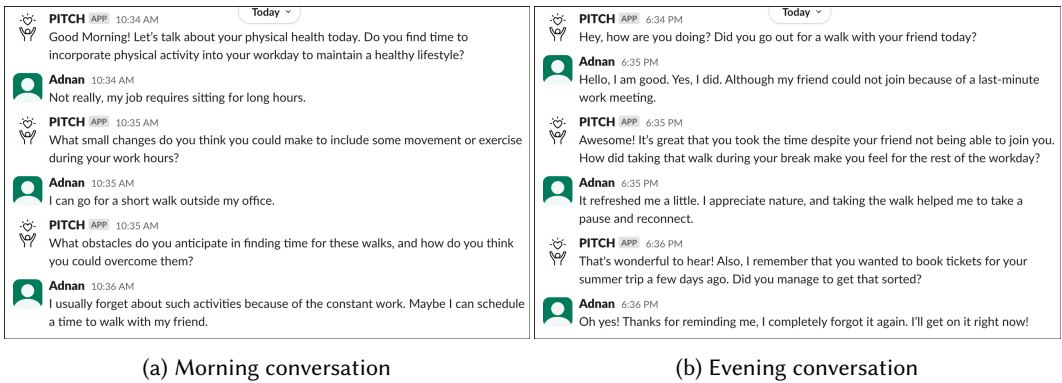 Today
PITCH APP 10:34 AM
Good Morning! Let's talk about your physical health today. Do you find time to
incorporate physical activity into your workday to maintain a healthy lifestyle?
Adnan 10:34 AM
Not really, my job requires sitting for long hours.
PITCH APP 10:35 AM
What small changes do you think you could make to include some movement or exercise
during your work hours?
Adnan 10:35 AM
I can go for a short walk outside my office.
PITCH APP 10:35 AM
What obstacles do you anticipate in finding time for these walks, and how do you think
you could overcome them?
Adnan 10:36 AM
I usually forget about such activities because of the constant work. Maybe I can schedule
a time to walk with my friend.
(a) Morning conversation
Today
PITCH APP 6:34 PM
Hey, how are you doing? Did you go out for a walk with your friend today?
Adnan 6:35 PM
Hello, I am good. Yes, I did. Although my friend could not join because of a last-minute
work meeting.
PITCH APP 6:35 PM
Awesome! It's great that you took the time despite your friend not being able to join you.
How did taking that walk during your break make you feel for the rest of the workday?
Adnan 6:35 PM
It refreshed me a little. I appreciate nature, and taking the walk helped me to take a
pause and reconnect.
PITCH APP 6:36 PM
That's wonderful to hear! Also, I remember that you wanted to book tickets for your
summer trip a few days ago. Did you manage to get that sorted?
Adnan 6:36 PM
Oh yes! Thanks for reminding me, I completely forgot it again. I'll get on it right now!
(b) Evening conversation